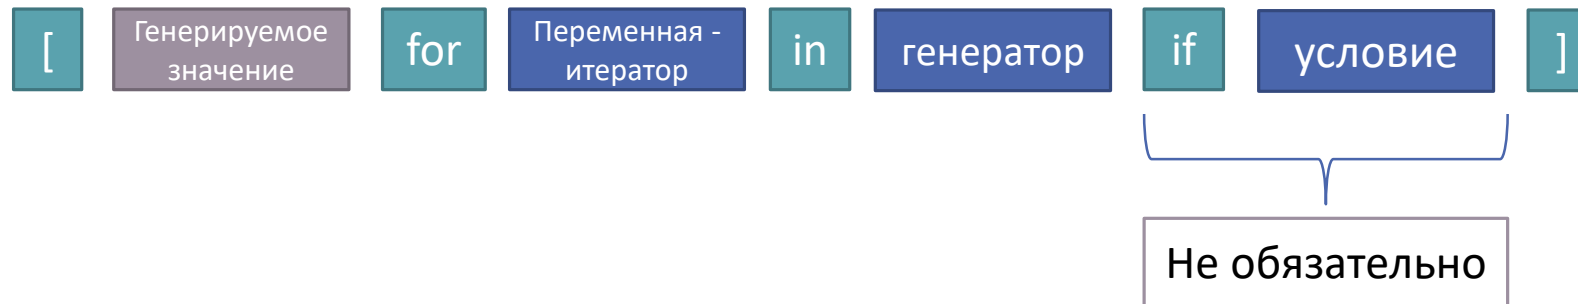 [ Генерируемое значение for Переменная - итератор in генератор if условие ]
Не обязательно